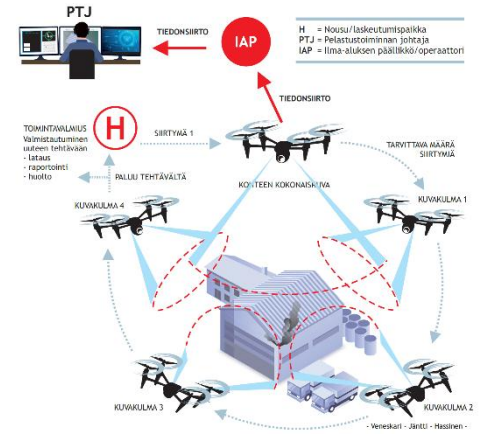 PTJ
TIEDONSIIRTO
IAP
H = Nousu/laskeutumispaikka
PTJ = Pelastustoiminnan johtaja
IAP = Ilma-aluksen päällikkö/operaattori
TIEDONSIIRTO
TOIMINTAVALMIUS
Valmistautuminen
uuteen tehtävään
- lataus
- raportointi
- huolto
H
SIIRTYMÄ 1
TARVITTAVA MÄÄRÄ
SIIRTYMIÄ
PALUU TEHTÄVÄLTÄ
KOHTEEN KOKONAISKUVA
KUVAKULMA 4
KUVAKULMA 1
KUVAKULMA 3
KUVAKULMA 2
- Veneskari - Jäntti - Hassinen -